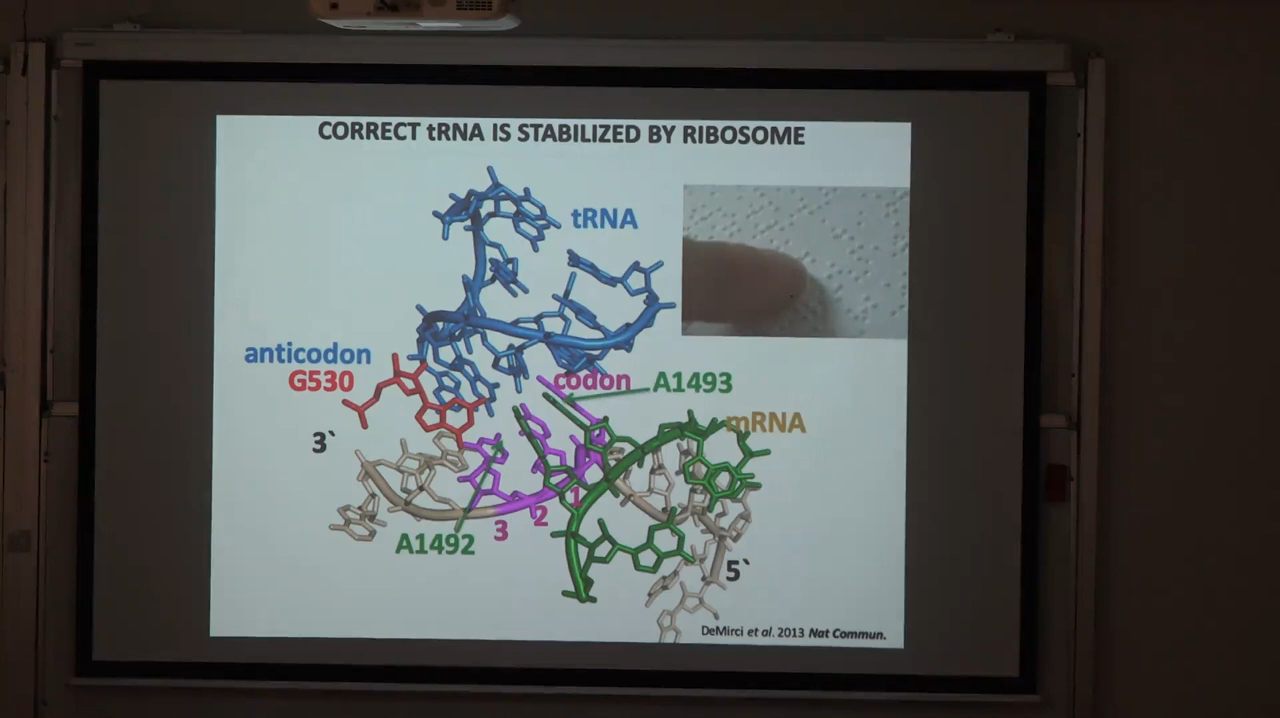 CORRECT tRNA IS STABILIZED BY RIBOSOME
tRNA
anticodon
G530
codon
A1493
mRNA
3`
1
2
3
A1492
5`
DeMirci et al. 2013 Nat Commun.